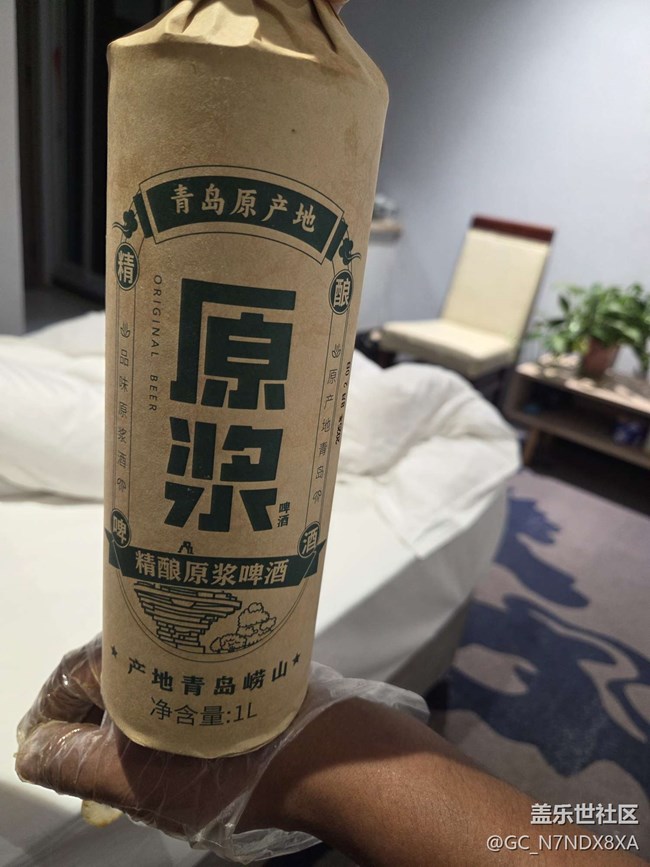 青岛原产地
精
酿
ORIGINAL BEER
原浆
啤酒
品味原浆酒
原产地青岛
啤
酒
精酿原浆啤酒
产地青岛崂山
净含量:1L
盖乐世社区
@GC_N7NDX8XA